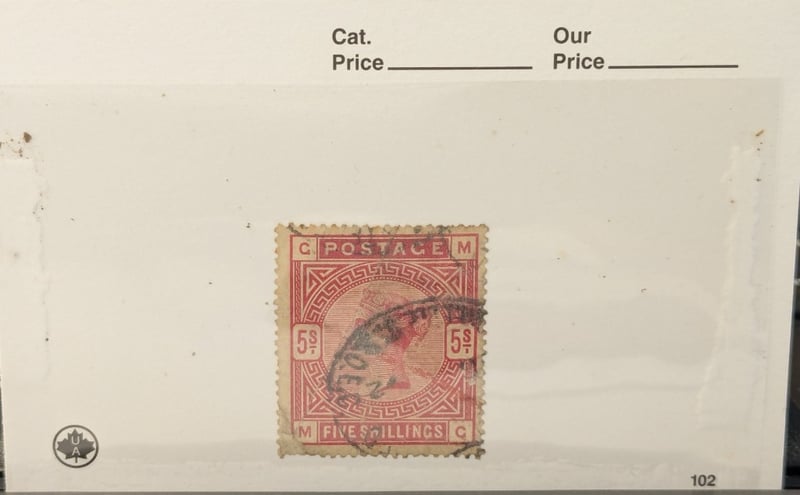 Cat. Our
Price Price
G POSTAGE M
5S 5S
M FIVE SHILLINGS G
UA
102